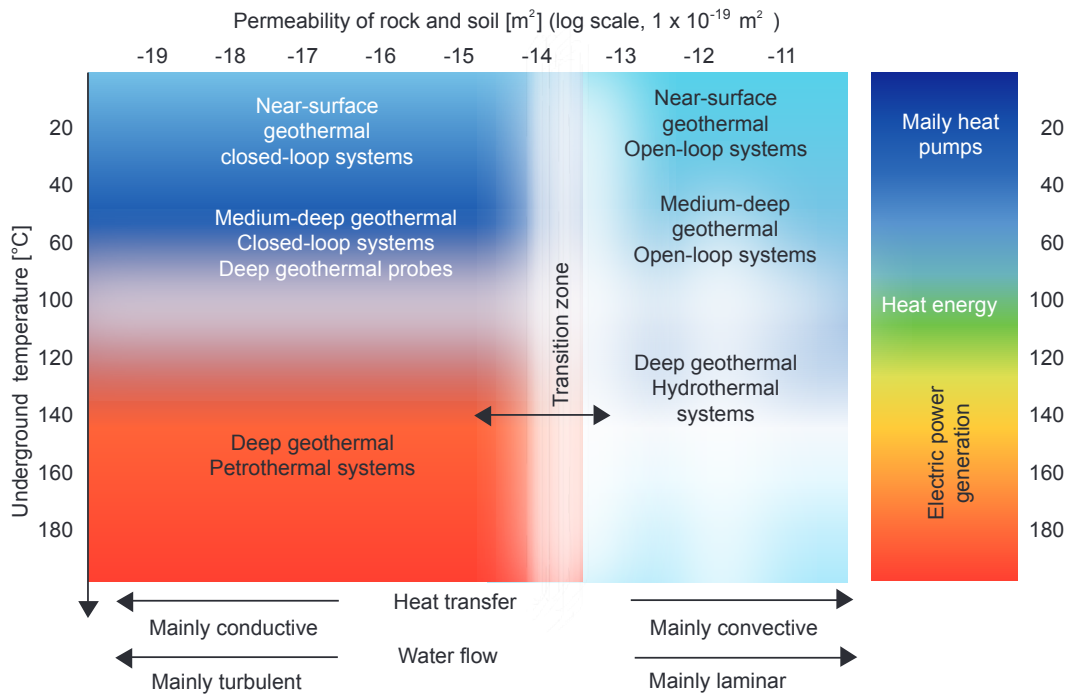 Permeability of rock and soil [m²] (log scale, 1 x 10⁻¹⁹ m²)
-19 -18 -17 -16 -15 -14 -13 -12 -11
Underground temperature [°C]
20
40
60
80
100
120
140
160
180
Near-surface
geothermal
closed-loop systems
Medium-deep geothermal
Closed-loop systems
Deep geothermal probes
Deep geothermal
Petrothermal systems
Transition zone
Near-surface
geothermal
Open-loop systems
Medium-deep
geothermal
Open-loop systems
Deep geothermal
Hydrothermal
systems
Maily heat
pumps
Heat energy
Electric power
generation
20
40
60
80
100
120
140
160
180
Heat transfer
Mainly conductive
Mainly convective
Water flow
Mainly turbulent
Mainly laminar